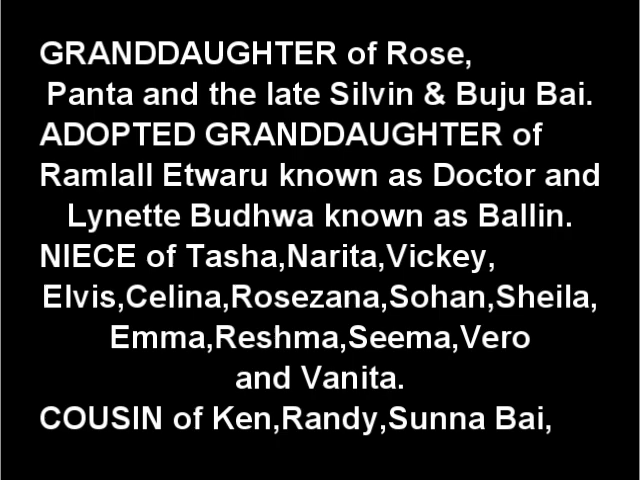 GRANDDAUGHTER of Rose,
Panta and the late Silvin & Buju Bai.
ADOPTED GRANDDAUGHTER of
Ramlall Etwaru known as Doctor and
Lynette Budhwa known as Ballin.
NIECE of Tasha,Narita,Vickey,
Elvis,Celina,Rosezana,Sohan,Sheila,
Emma,Reshma,Seema,Vero
and Vanita.
COUSIN of Ken,Randy,Sunna Bai,